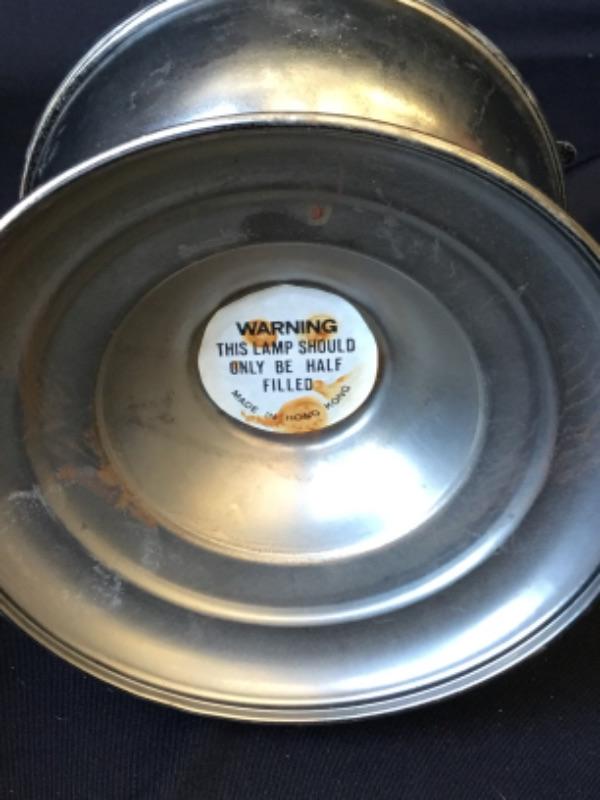 WARNING
THIS LAMP SHOULD
ONLY BE HALF
FILLED
MADE IN HONG KONG